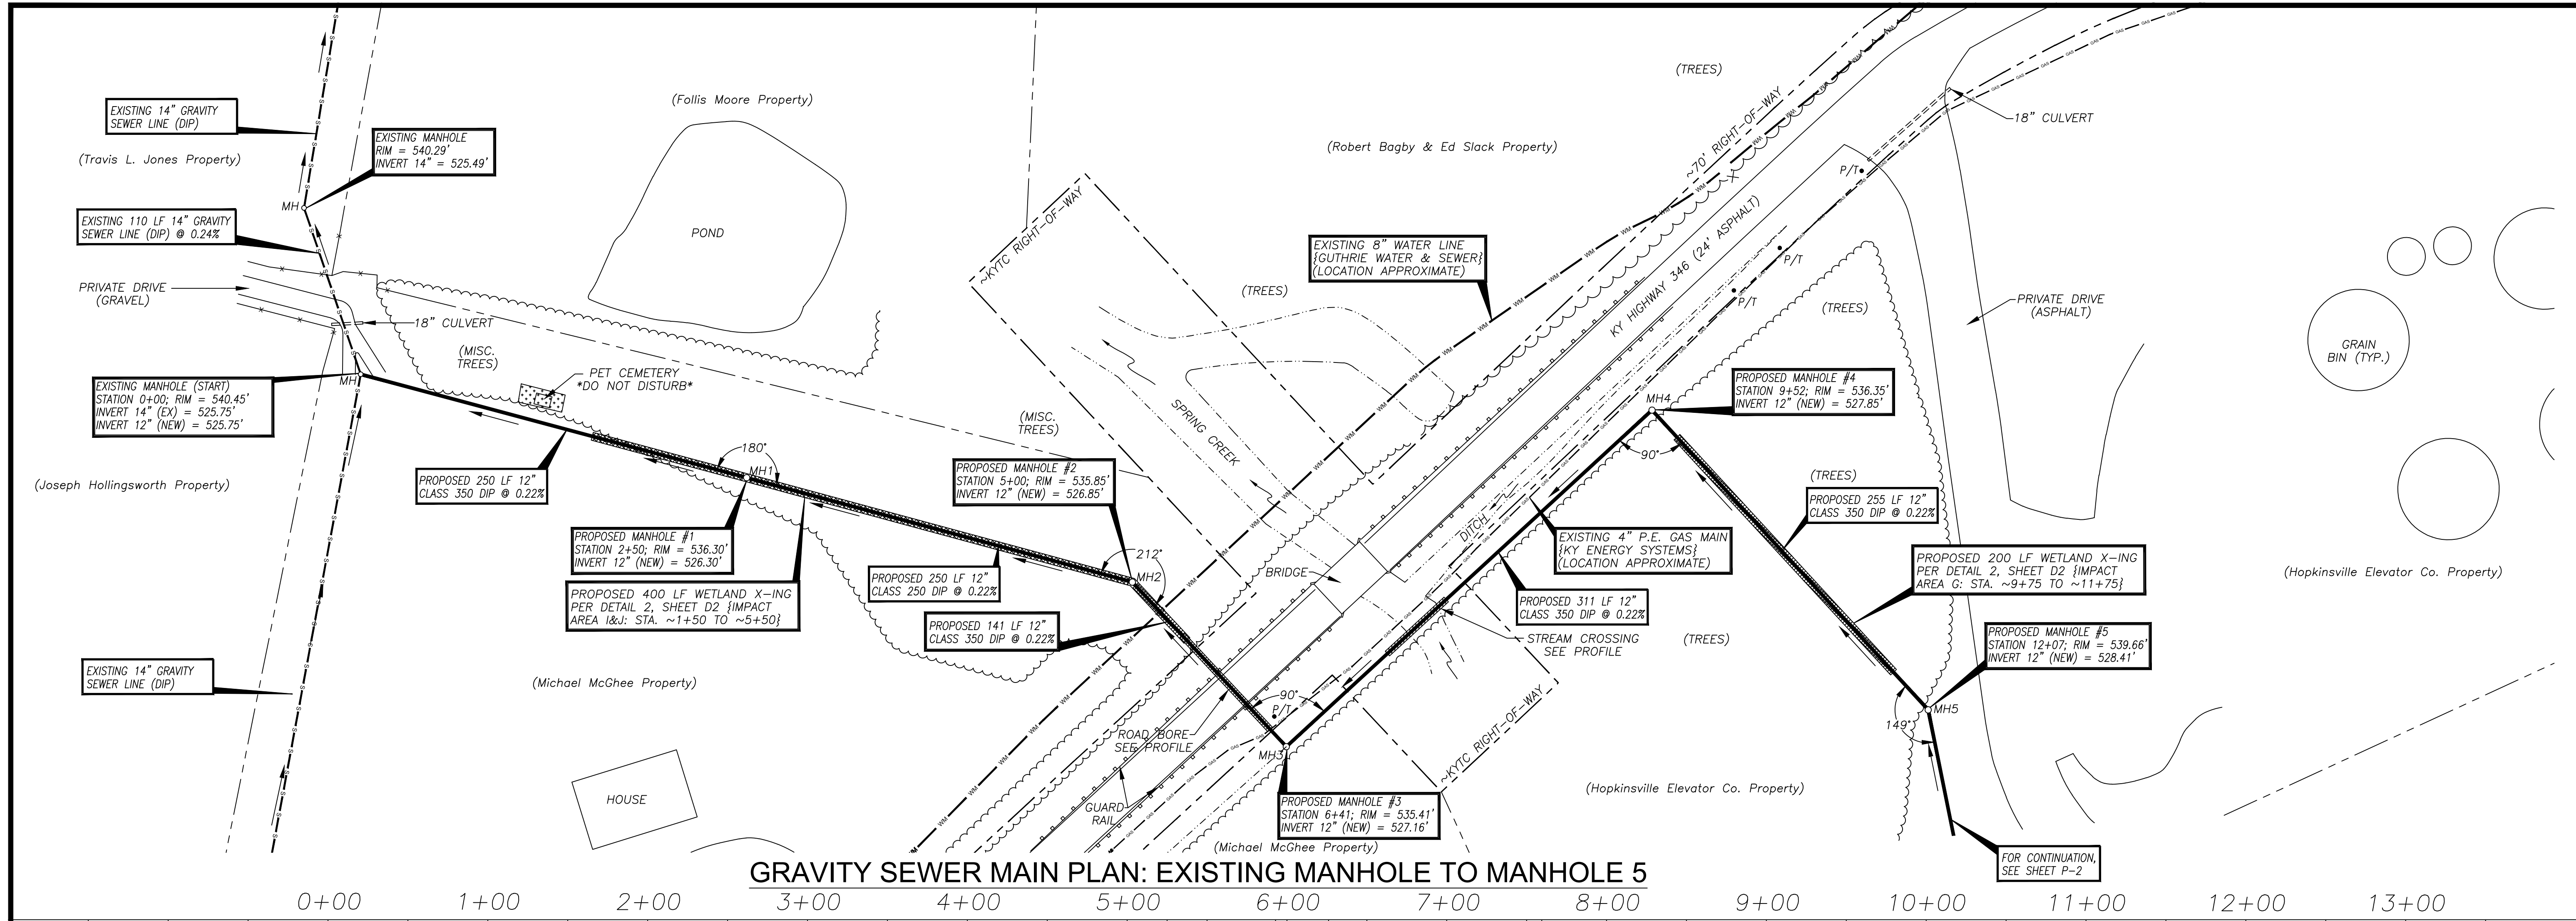 EXISTING 14" GRAVITY
SEWER LINE (DIP)
(Travis L. Jones Property)
EXISTING MANHOLE
RIM = 540.29'
INVERT 14" = 525.49'
MH
EXISTING 110 LF 14" GRAVITY
SEWER LINE (DIP) @ 0.24%
PRIVATE DRIVE
(GRAVEL)
18" CULVERT
MH
EXISTING MANHOLE (START)
STATION 0+00; RIM = 540.45'
INVERT 14" (EX) = 525.75'
INVERT 12" (NEW) = 525.75'
(Joseph Hollingsworth Property)
EXISTING 14" GRAVITY
SEWER LINE (DIP)
(Follis Moore Property)
POND
(MISC.
TREES)
PET CEMETERY
*DO NOT DISTURB*
180°
MH1
PROPOSED 250 LF 12"
CLASS 350 DIP @ 0.22%
PROPOSED MANHOLE #1
STATION 2+50; RIM = 536.30'
INVERT 12" (NEW) = 526.30'
PROPOSED 400 LF WETLAND X-ING
PER DETAIL 2, SHEET D2 {IMPACT
AREA I&J: STA. ~1+50 TO ~5+50}
(Michael McGhee Property)
HOUSE
(MISC.
TREES)
PROPOSED MANHOLE #2
STATION 5+00; RIM = 535.85'
INVERT 12" (NEW) = 526.85'
212°
MH2
PROPOSED 250 LF 12"
CLASS 250 DIP @ 0.22%
PROPOSED 141 LF 12"
CLASS 350 DIP @ 0.22%
~KYTC RIGHT-OF-WAY
(Robert Bagby & Ed Slack Property)
(TREES)
~70' RIGHT-OF-WAY
EXISTING 8" WATER LINE
{GUTHRIE WATER & SEWER}
(LOCATION APPROXIMATE)
(TREES)
SPRING CREEK
KY HIGHWAY 346 (24' ASPHALT)
P/T
P/T
P/T
18" CULVERT
(TREES)
PRIVATE DRIVE
(ASPHALT)
GRAIN
BIN (TYP.)
MH4
PROPOSED MANHOLE #4
STATION 9+52; RIM = 536.35'
INVERT 12" (NEW) = 527.85'
90°
(TREES)
PROPOSED 255 LF 12"
CLASS 350 DIP @ 0.22%
DITCH
BRIDGE
EXISTING 4" P.E. GAS MAIN
{KY ENERGY SYSTEMS}
(LOCATION APPROXIMATE)
PROPOSED 200 LF WETLAND X-ING
PER DETAIL 2, SHEET D2 {IMPACT
AREA G: STA. ~9+75 TO ~11+75}
(Hopkinsville Elevator Co. Property)
PROPOSED 311 LF 12"
CLASS 350 DIP @ 0.22%
STREAM CROSSING
SEE PROFILE
(TREES)
PROPOSED MANHOLE #5
STATION 12+07; RIM = 539.66'
INVERT 12" (NEW) = 528.41'
MH5
149°
90°
P/T
ROAD BORE
SEE PROFILE
MH3
~KYTC RIGHT-OF-WAY
GUARD
RAIL
PROPOSED MANHOLE #3
STATION 6+41; RIM = 535.41'
INVERT 12" (NEW) = 527.16'
(Hopkinsville Elevator Co. Property)
(Michael McGhee Property)
FOR CONTINUATION,
SEE SHEET P-2
GRAVITY SEWER MAIN PLAN: EXISTING MANHOLE TO MANHOLE 5
0+00 1+00 2+00 3+00 4+00 5+00 6+00 7+00 8+00 9+00 10+00 11+00 12+00 13+00